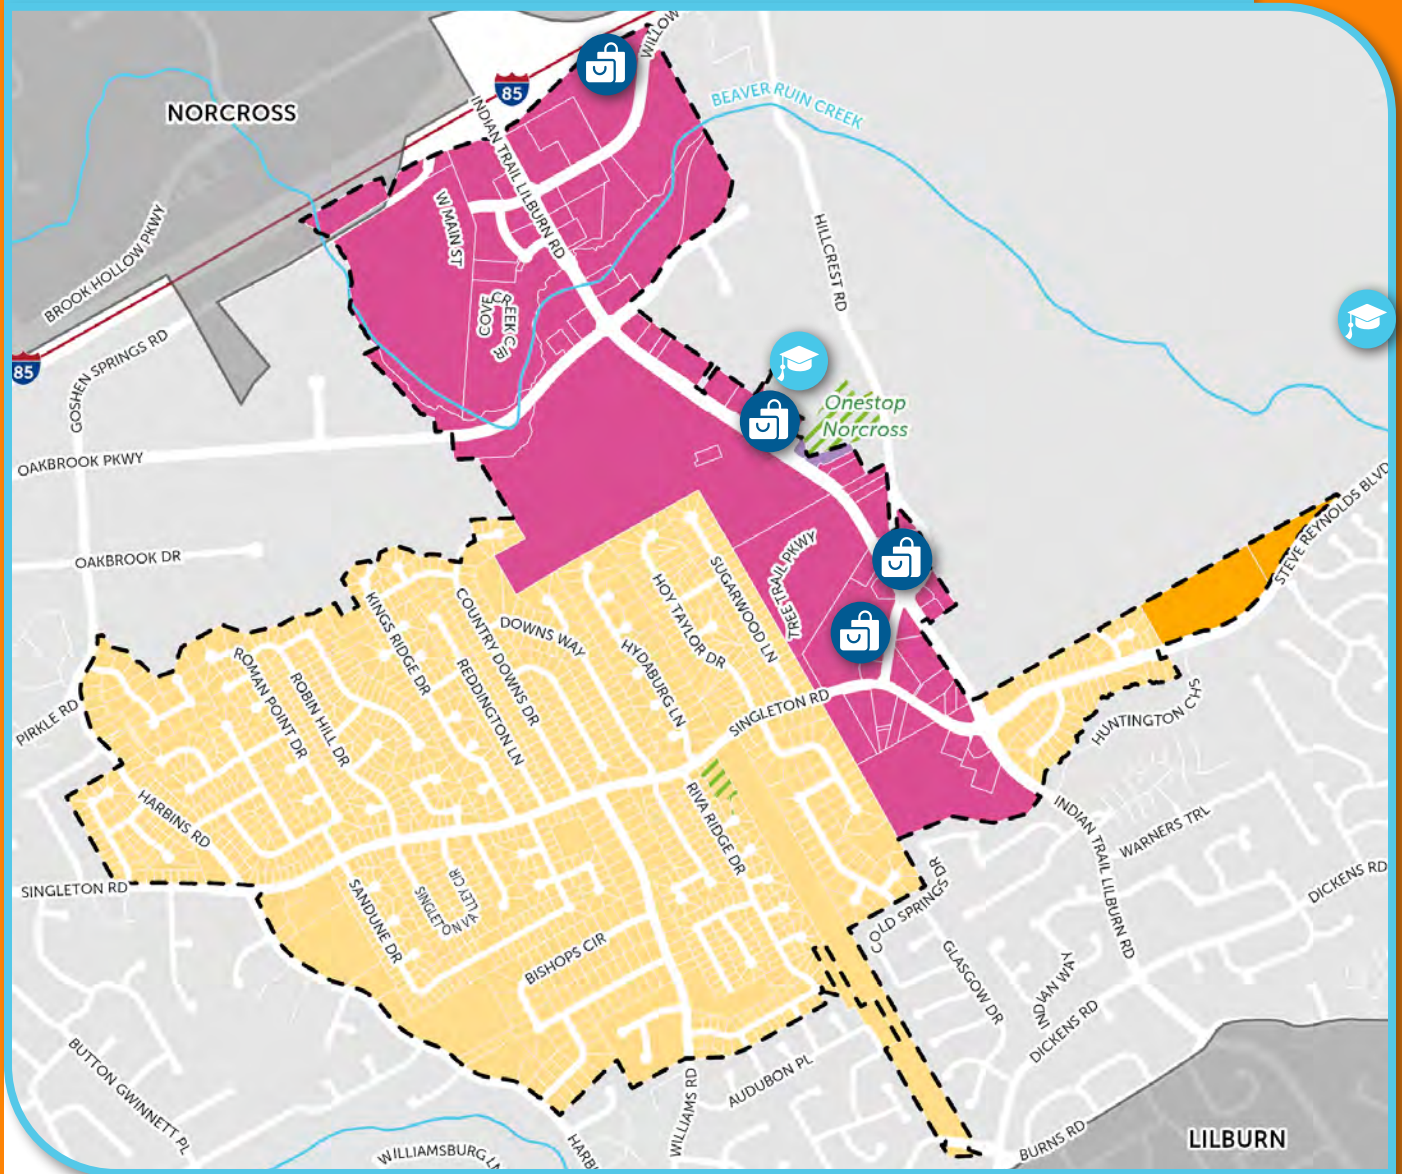 WILLOW
85
NORCROSS
BEAVER RUIN CREEK
INDIAN TRAIL LILBURN RD
W MAIN ST
HILLCREST RD
BROOK HOLLOW PKWY
CREEK CIR
COVE
GOSHEN SPRINGS RD
85
Onestop
Norcross
OAKBROOK PKWY
STEVE REYNOLDS BLVD
OAKBROOK DR
TREE TRAIL PKWY
SUGARWOOD LN
HOY TAYLOR DR
KINGS RIDGE DR
COUNTRY DOWNS DR
DOWNS WAY
HYDABURG LN
ROMAN POINT DR
ROBIN HILL DR
REDDINGTON LN
SINGLETON RD
PIRKLE RD
HUNTINGTON CHS
HARBINS RD
RIVA RIDGE DR
INDIAN TRAIL LILBURN RD
WARNERS TRL
SINGLETON RD
SANDUNE DR
SINGLETON VALLEY CIR
COLD SPRINGS DR
DICKENS RD
BISHOPS CIR
GLASGOW DR
INDIAN WAY
DICKENS RD
BUTTON GWINNETT PL
AUDUBON PL
WILLIAMS RD
BURNS RD
LILBURN
WILLIAMSBURG LN
HARBI